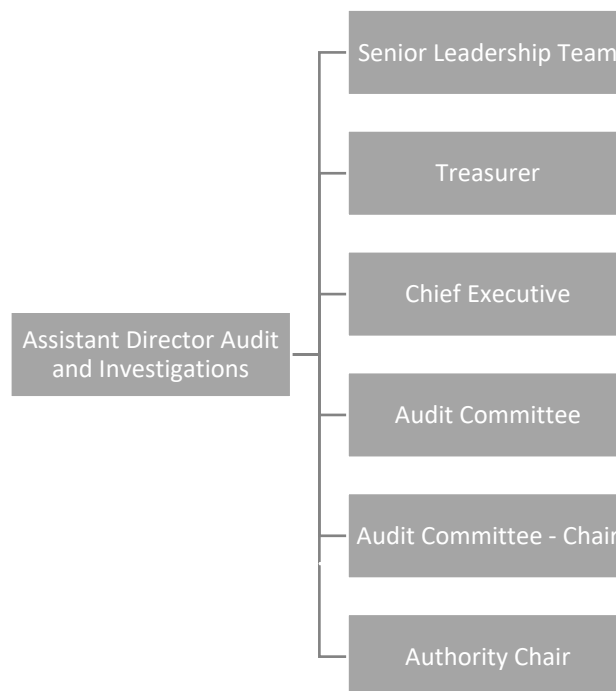 Senior Leadership Team
Treasurer
Chief Executive
Assistant Director Audit
and Investigations
Audit Committee
Audit Committee - Chair
Authority Chair